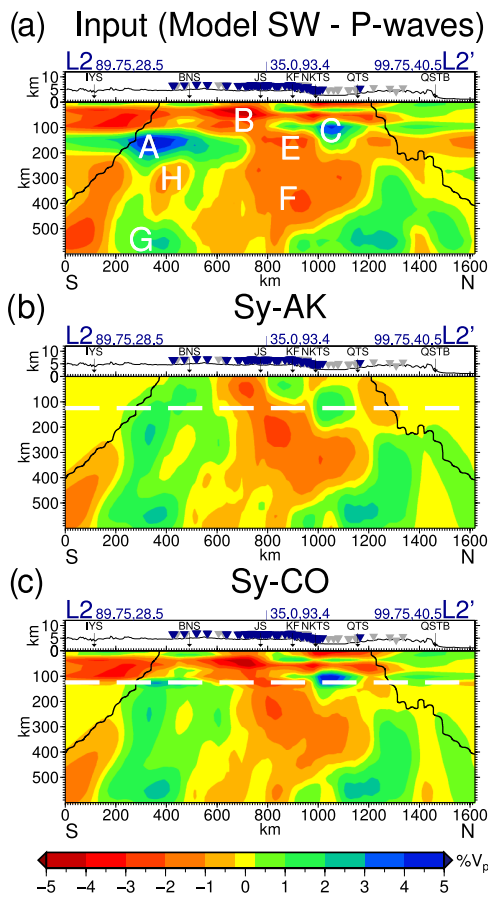 (a) Input (Model SW - P-waves)
L2 89.75,28.5 35.0,93.4 99.75,40.5 L2'
IYS BNS JS KF NKTS QTS QSTB
km 10 5 0
B C A E H F G
km 100 200 300 400 500
0 200 400 600 800 1000 1200 1400 1600
S km N
(b) Sy-AK
L2 89.75,28.5 35.0,93.4 99.75,40.5 L2'
IYS BNS JS KF NKTS QTS QSTB
km 10 5 0
km 100 200 300 400 500
0 200 400 600 800 1000 1200 1400 1600
S km N
(c) Sy-CO
L2 89.75,28.5 35.0,93.4 99.75,40.5 L2'
IYS BNS JS KF NKTS QTS QSTB
km 10 5 0
km 100 200 300 400 500
0 200 400 600 800 1000 1200 1400 1600
S km N
%Vp
−5 −4 −3 −2 −1 0 1 2 3 4 5